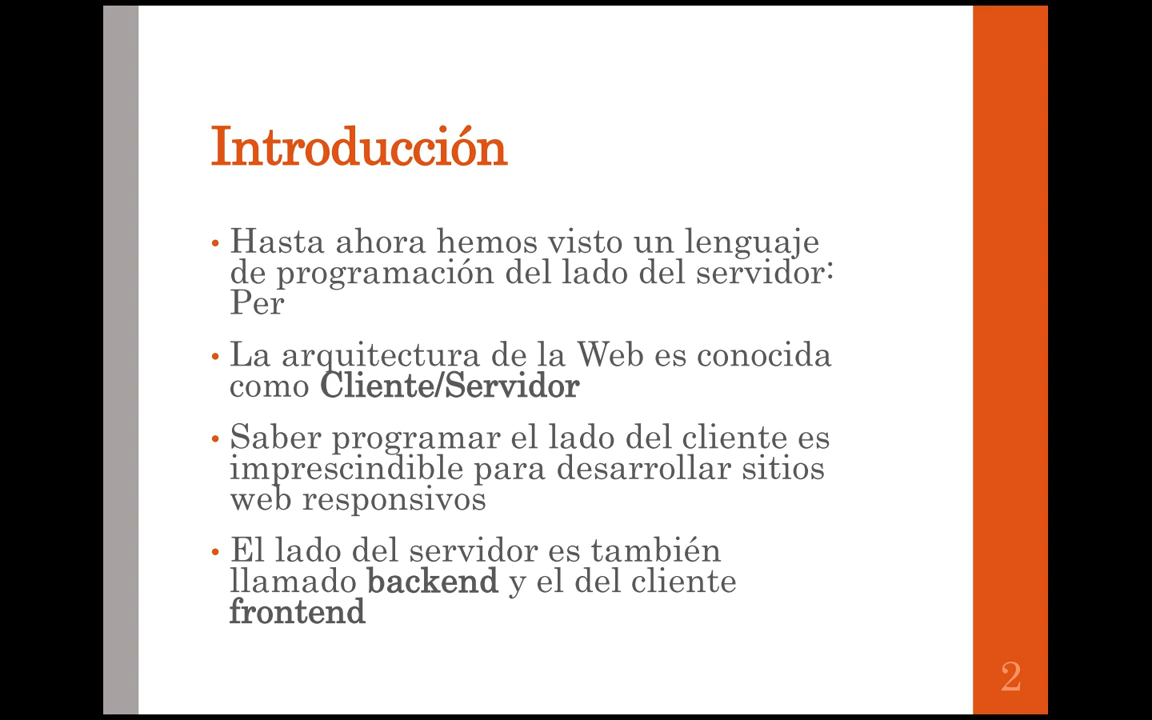 Introducción
• Hasta ahora hemos visto un lenguaje
de programación del lado del servidor:
Per
• La arquitectura de la Web es conocida
como Cliente/Servidor
• Saber programar el lado del cliente es
imprescindible para desarrollar sitios
web responsivos
• El lado del servidor es también
llamado backend y el del cliente
frontend
2